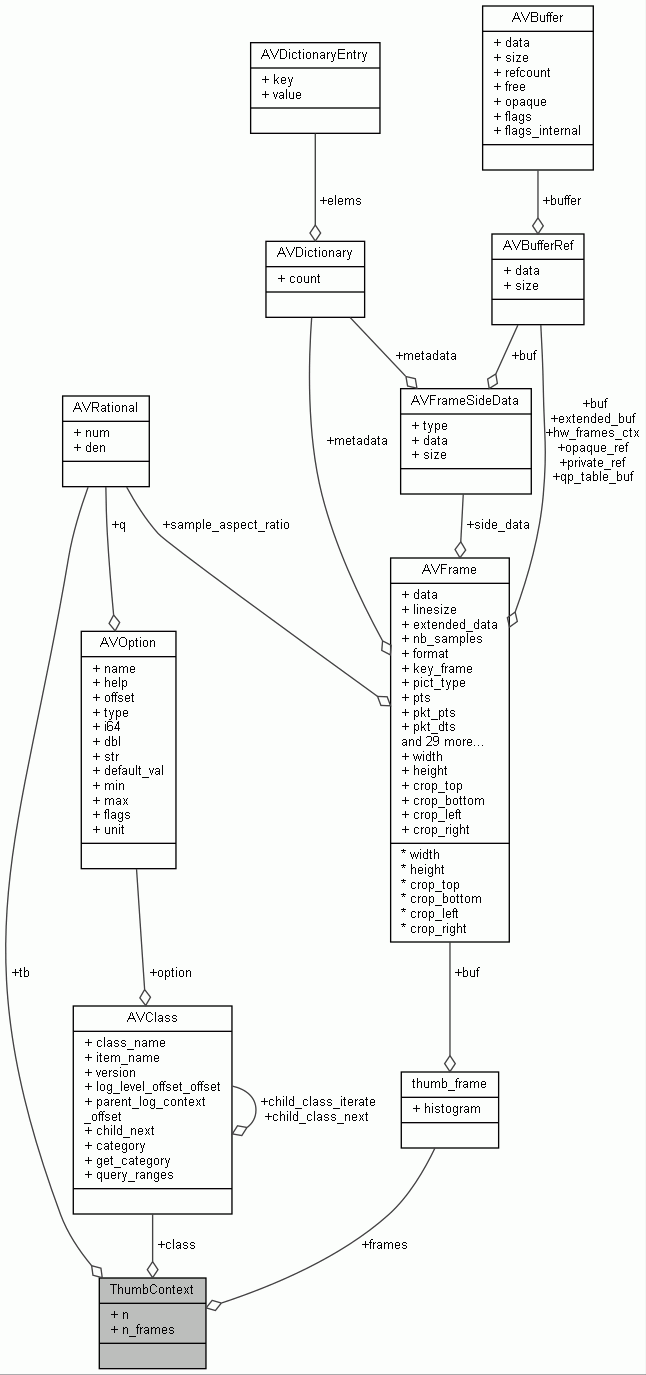 AVBuffer
+ data
+ size
+ refcount
+ free
+ opaque
+ flags
+ flags_internal
AVDictionaryEntry
+ key
+ value
+elems
+buffer
AVDictionary
+ count
AVBufferRef
+ data
+ size
+metadata
+buf
+metadata
+buf
+extended_buf
+hw_frames_ctx
+opaque_ref
+private_ref
+qp_table_buf
AVFrameSideData
+ type
+ data
+ size
AVRational
+ num
+ den
+q
+sample_aspect_ratio
+side_data
AVFrame
+ data
+ linesize
+ extended_data
+ nb_samples
+ format
+ key_frame
+ pict_type
+ pts
+ pkt_pts
+ pkt_dts
and 29 more...
+ width
+ height
+ crop_top
+ crop_bottom
+ crop_left
+ crop_right
* width
* height
* crop_top
* crop_bottom
* crop_left
* crop_right
AVOption
+ name
+ help
+ offset
+ type
+ i64
+ dbl
+ str
+ default_val
+ min
+ max
+ flags
+ unit
+tb
+option
+buf
AVClass
+ class_name
+ item_name
+ version
+ log_level_offset_offset
+ parent_log_context
_offset
+ child_next
+ category
+ get_category
+ query_ranges
+child_class_iterate
+child_class_next
thumb_frame
+ histogram
+class
+frames
ThumbContext
+ n
+ n_frames